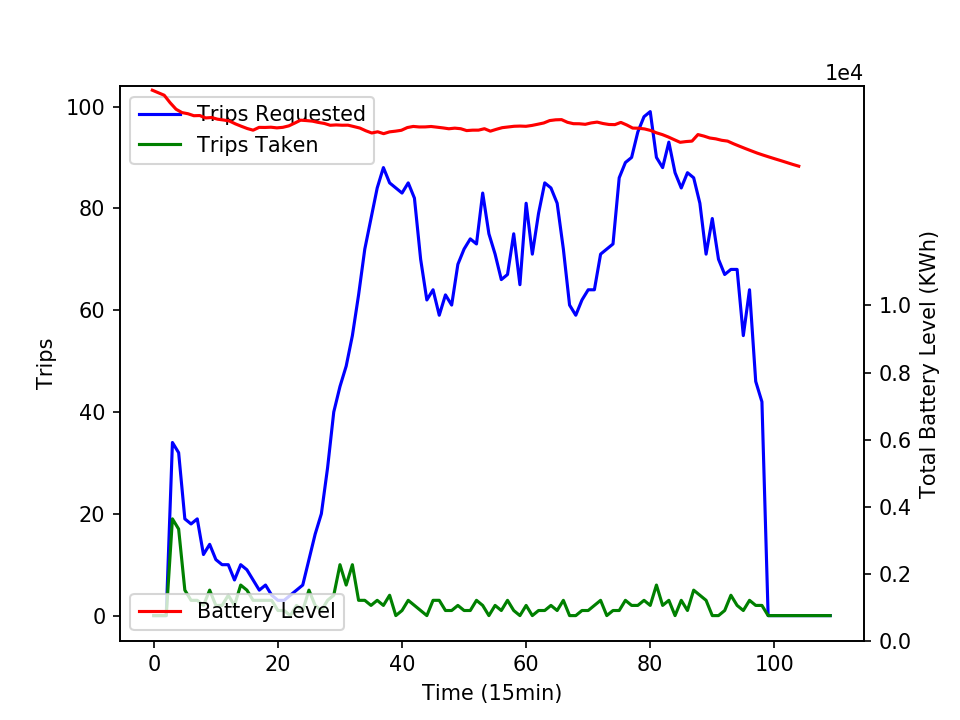 1e4
100
80
60
40
20
0
Trips
Trips Requested
Trips Taken
Battery Level
1.0
0.8
0.6
0.4
0.2
0.0
Total Battery Level (KWh)
0 20 40 60 80 100
Time (15min)